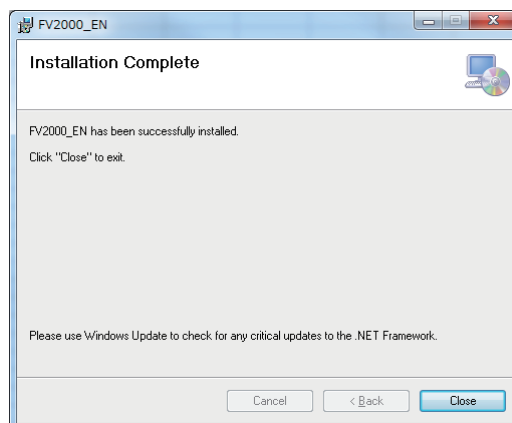 FV2000_EN
Installation Complete
FV2000_EN has been successfully installed.
Click "Close" to exit.
Please use Windows Update to check for any critical updates to the .NET Framework.
Cancel
< Back
Close